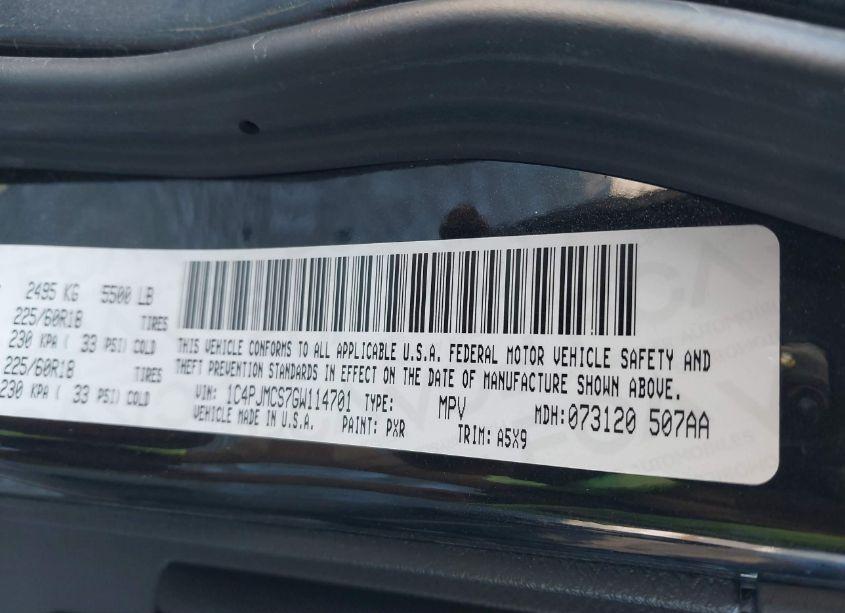 2495 KG 5500 LB
225/60R18 TIRES
230 KPA ( 33 PSI) COLD
225/60R18 TIRES
230 KPA ( 33 PSI) COLD
THIS VEHICLE CONFORMS TO ALL APPLICABLE U.S.A. FEDERAL MOTOR VEHICLE SAFETY AND
THEFT PREVENTION STANDARDS IN EFFECT ON THE DATE OF MANUFACTURE SHOWN ABOVE.
VIN: 1C4PJMCS7GW114701 TYPE: MPV MDH:073120 507AA
VEHICLE MADE IN U.S.A. PAINT: PXR TRIM: A5X9